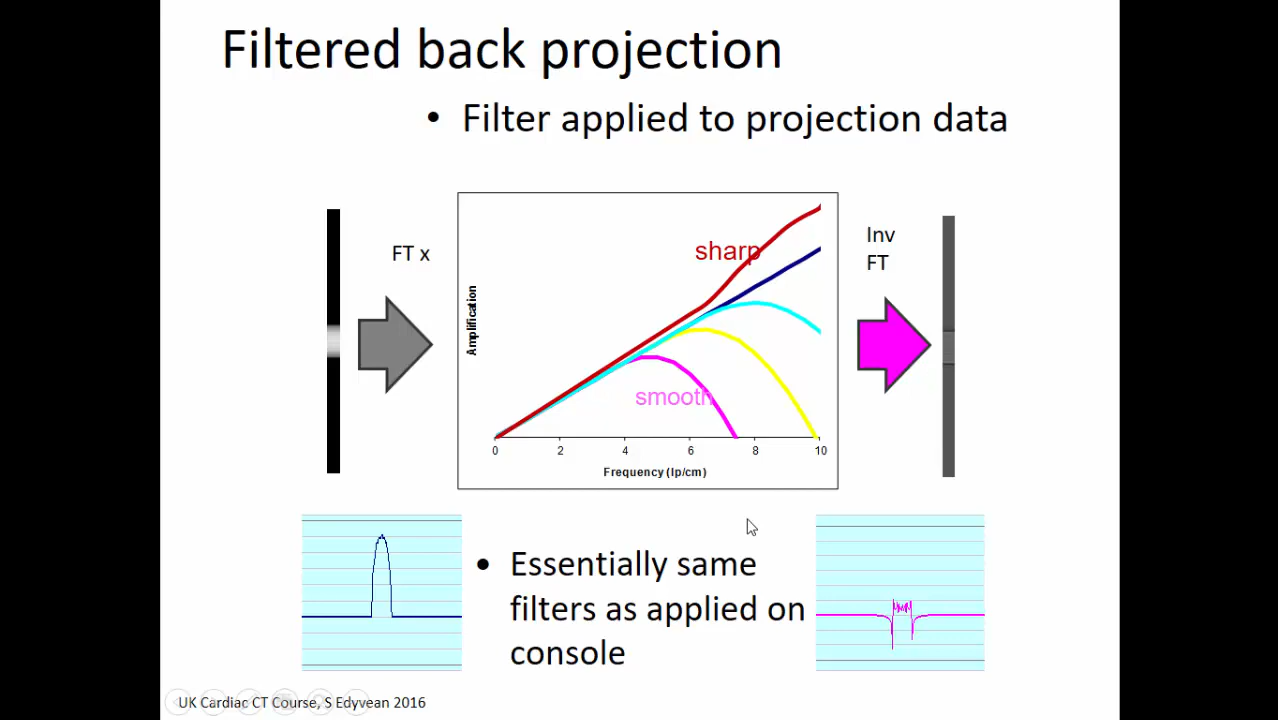 Filtered back projection
• Filter applied to projection data
FT x
Inv
FT
sharp
smooth
Amplification
0 2 4 6 8 10
Frequency (lp/cm)
• Essentially same
filters as applied on
console
UK Cardiac CT Course, S Edyvean 2016